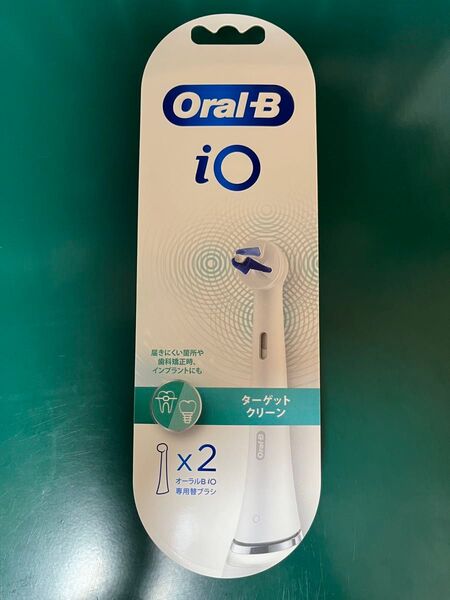 Oral-B
iO
届きにくい箇所や
歯科矯正時、
インプラントにも
ターゲット
クリーン
x2
オーラルB iO
専用替ブラシ